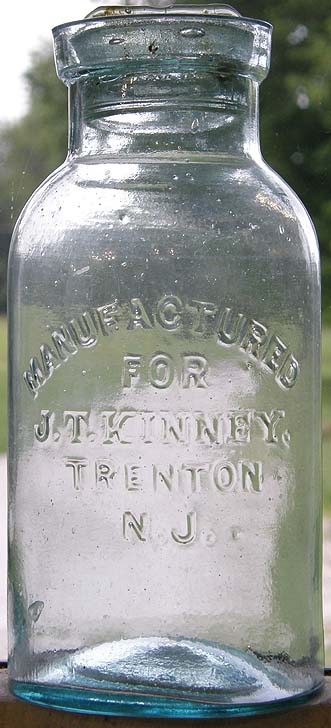 MANUFACTURED
FOR
J.T. KINNEY.
TRENTON
N.J.